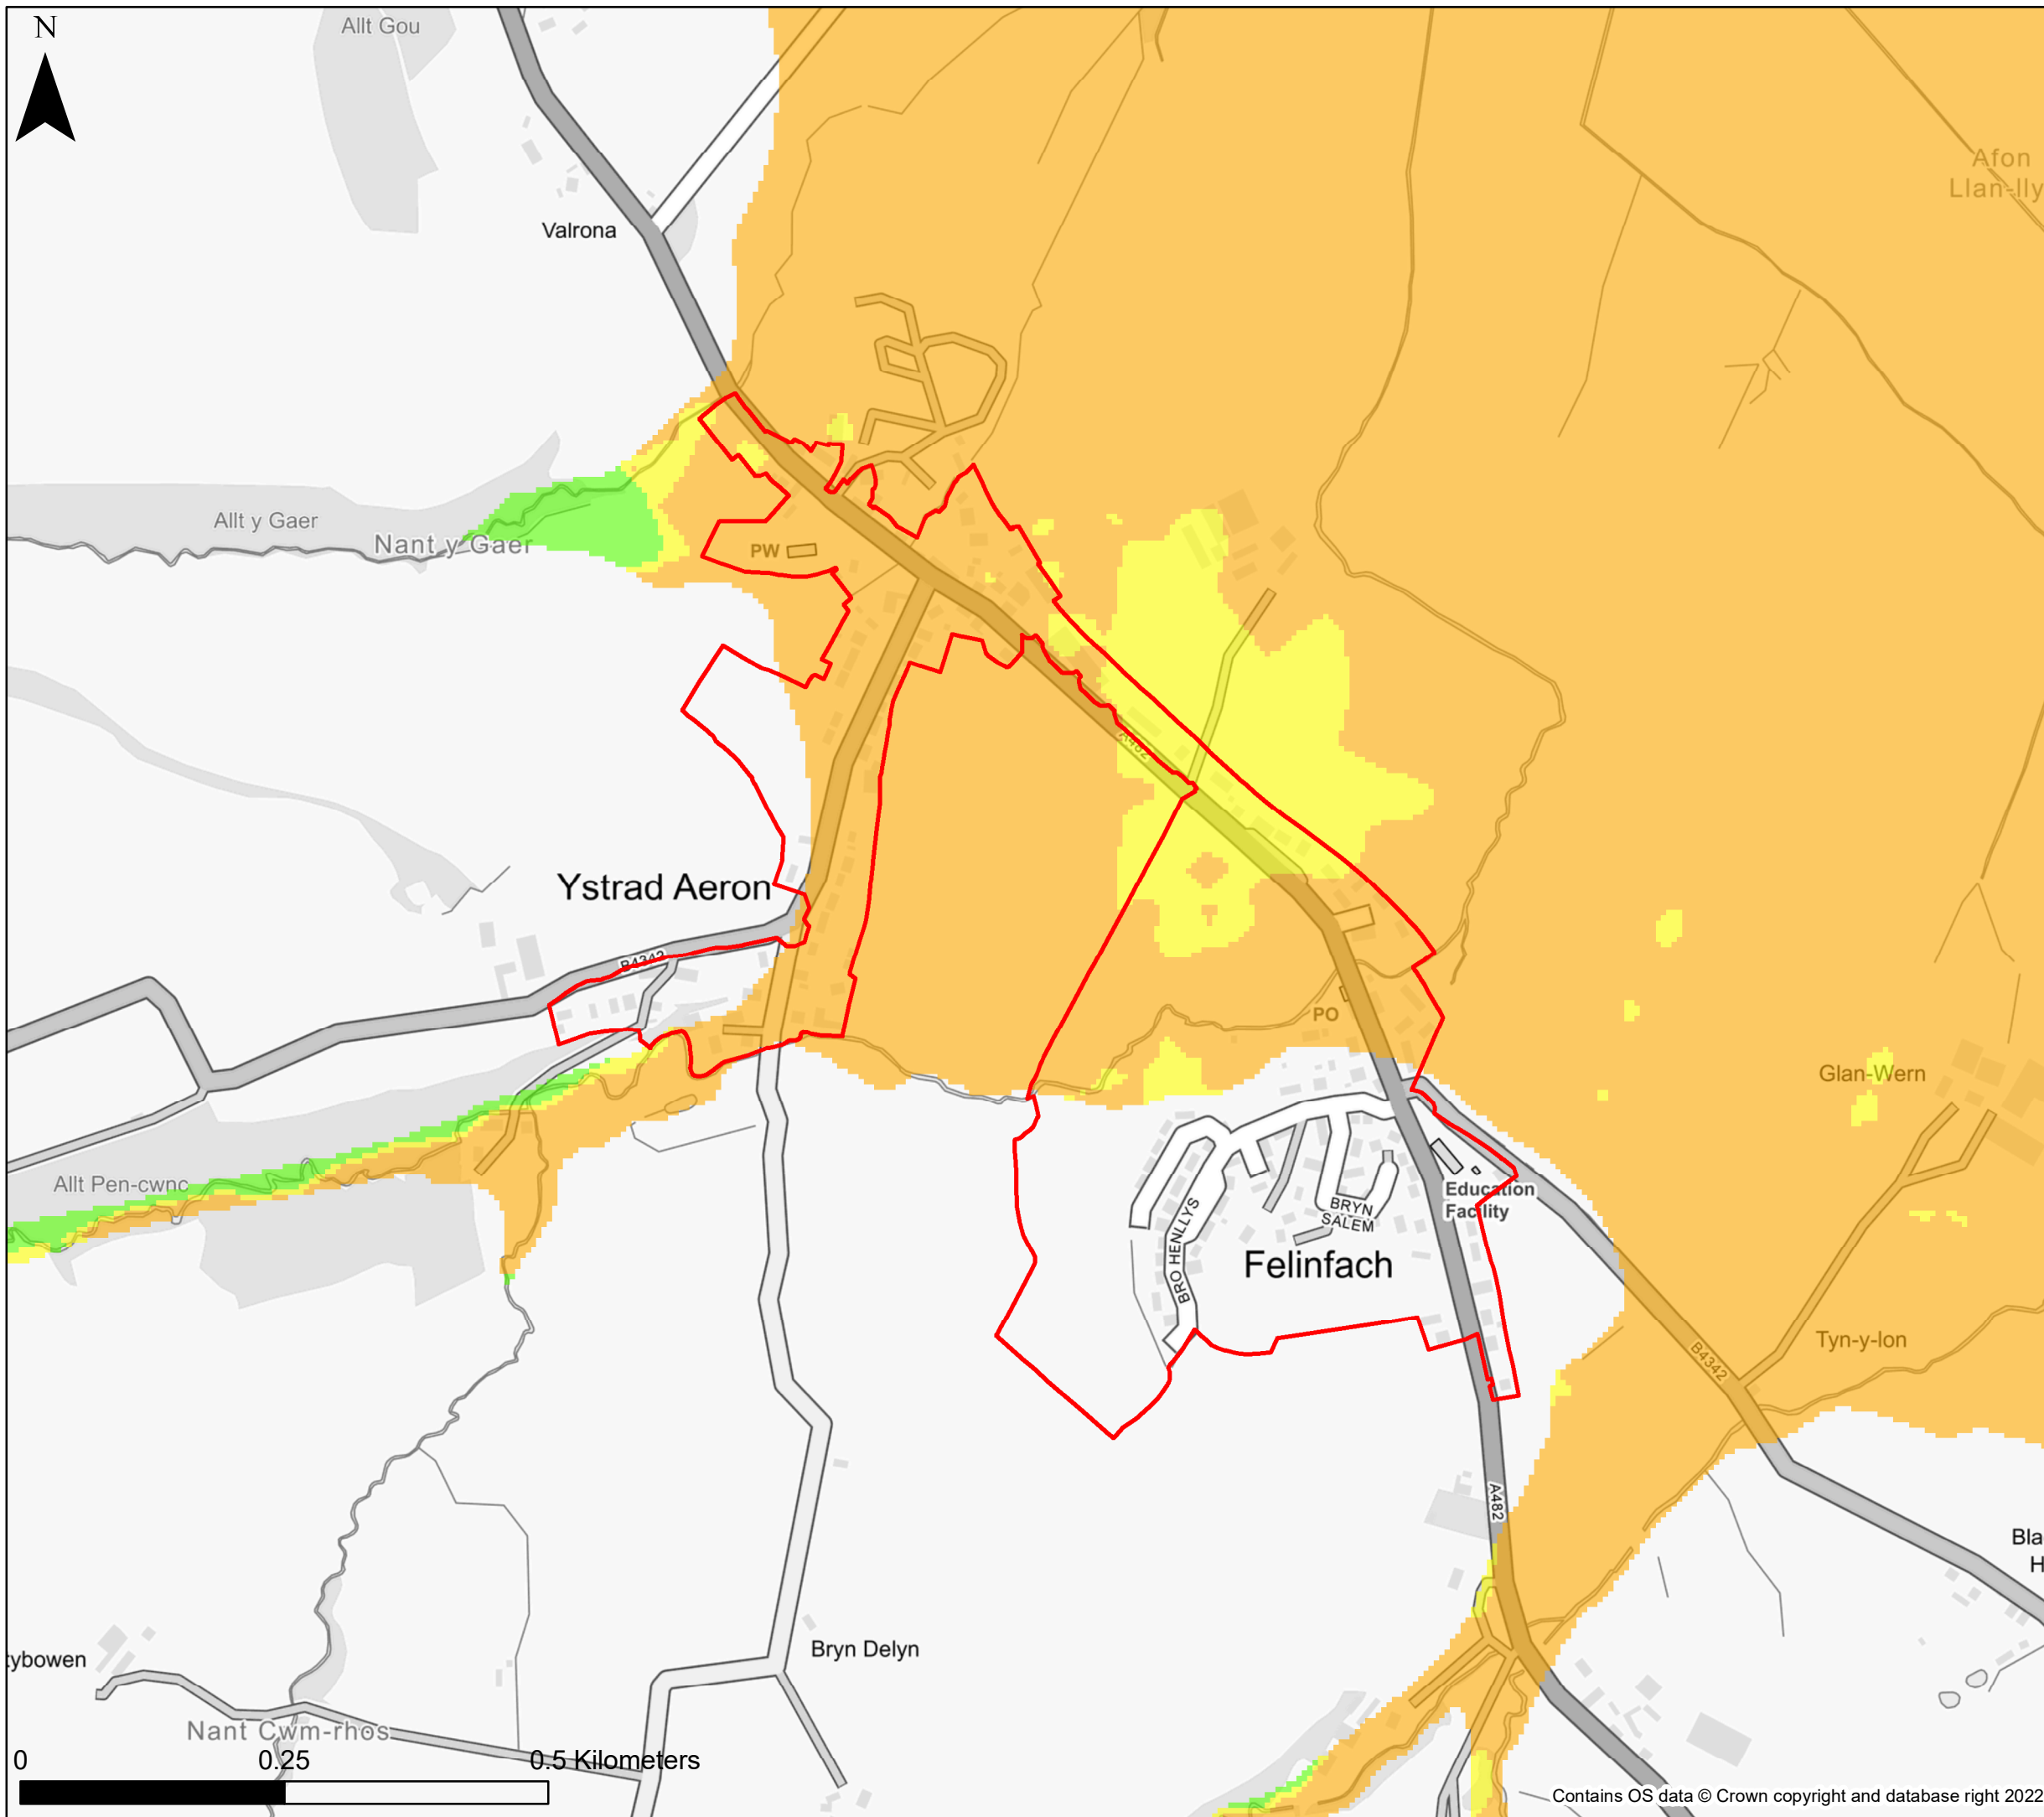 N
Allt Gou
Afon
Llan-lly
Valrona
Allt y Gaer
Nant y Gaer
PW
A482
Ystrad Aeron
B4342
PO
Glan-Wern
Allt Pen-cwnc
Education
Facility
BRYN
SALEM
BRO HENLLYS
Felinfach
Tyn-y-lon
B4342
A482
Bla
H
tybowen
Bryn Delyn
Nant Cwm-rhos
0 0.25 0.5 Kilometers
Contains OS data © Crown copyright and database right 2022